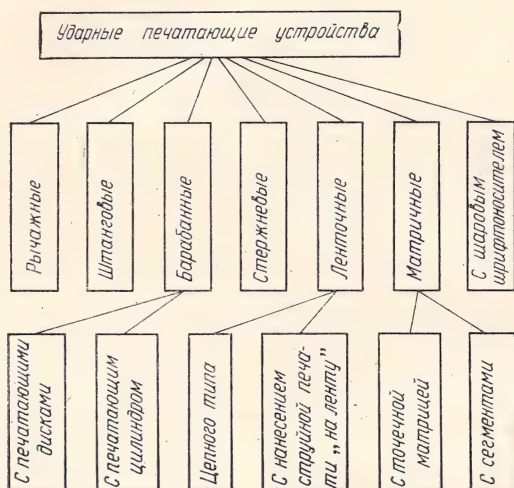 Ударные печатающие устройства
Рычажные
Штанговые
Барабанные
Стержневые
Ленточные
Матричные
С шаровым
шрифтоносителем
С печатающими
дисками
С печатающим
цилиндром
Цепного типа
С нанесением
струйной печа-
ти „на ленту"
С точечной
матрицей
С сегментами